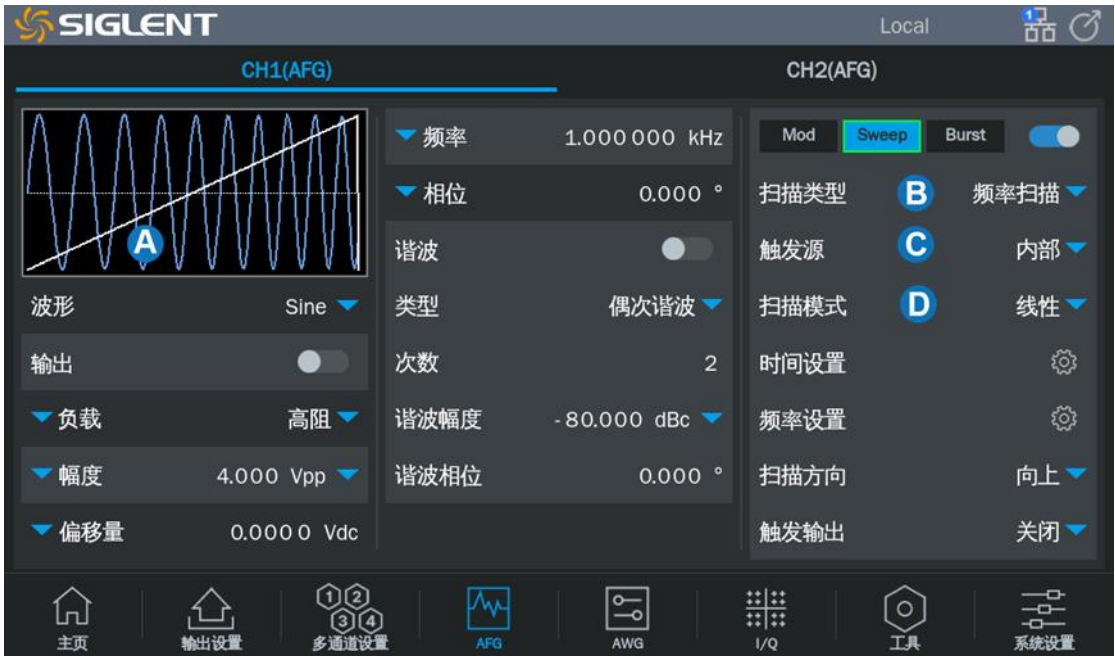 SIGLENT
Local
1
CH1(AFG)
CH2(AFG)
A
波形 Sine
输出
负载 高阻
幅度 4.000 Vpp
偏移量 0.0000 Vdc
频率 1.000000 kHz
相位 0.000 °
谐波
类型 偶次谐波
次数 2
谐波幅度 -80.000 dBc
谐波相位 0.000 °
Mod Sweep Burst
扫描类型 B 频率扫描
触发源 C 内部
扫描模式 D 线性
时间设置
频率设置
扫描方向 向上
触发输出 关闭
主页
输出设置
1 2 3 4
多通道设置
AFG
AWG
I/Q
工具
系统设置